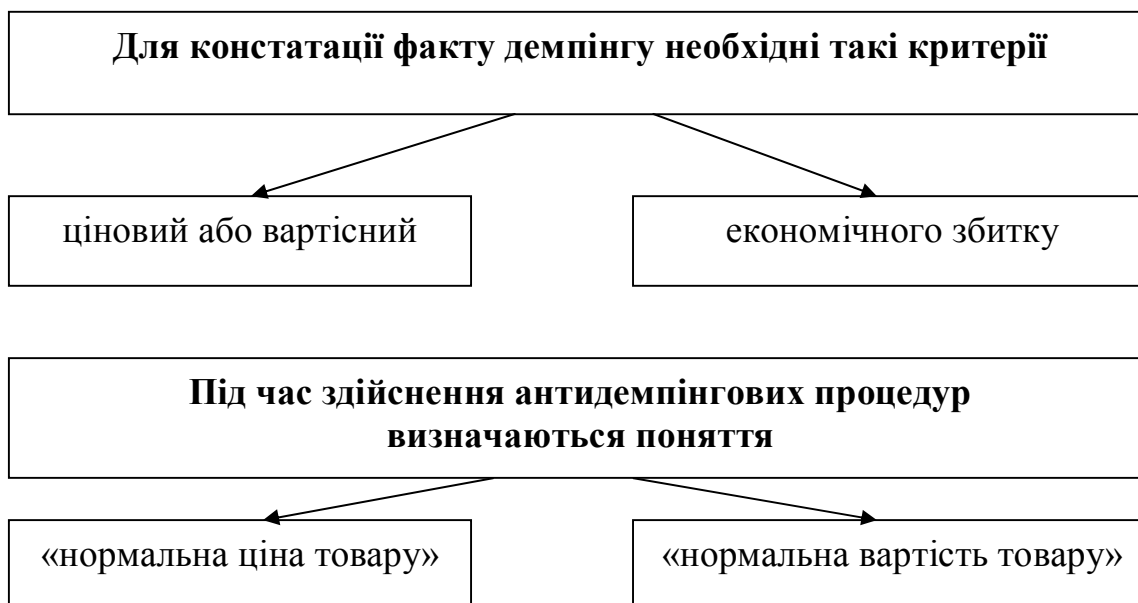 Для констатації факту демпінгу необхідні такі критерії
ціновий або вартісний
економічного збитку
Під час здійснення антидемпінгових процедур
визначаються поняття
«нормальна ціна товару»
«нормальна вартість товару»